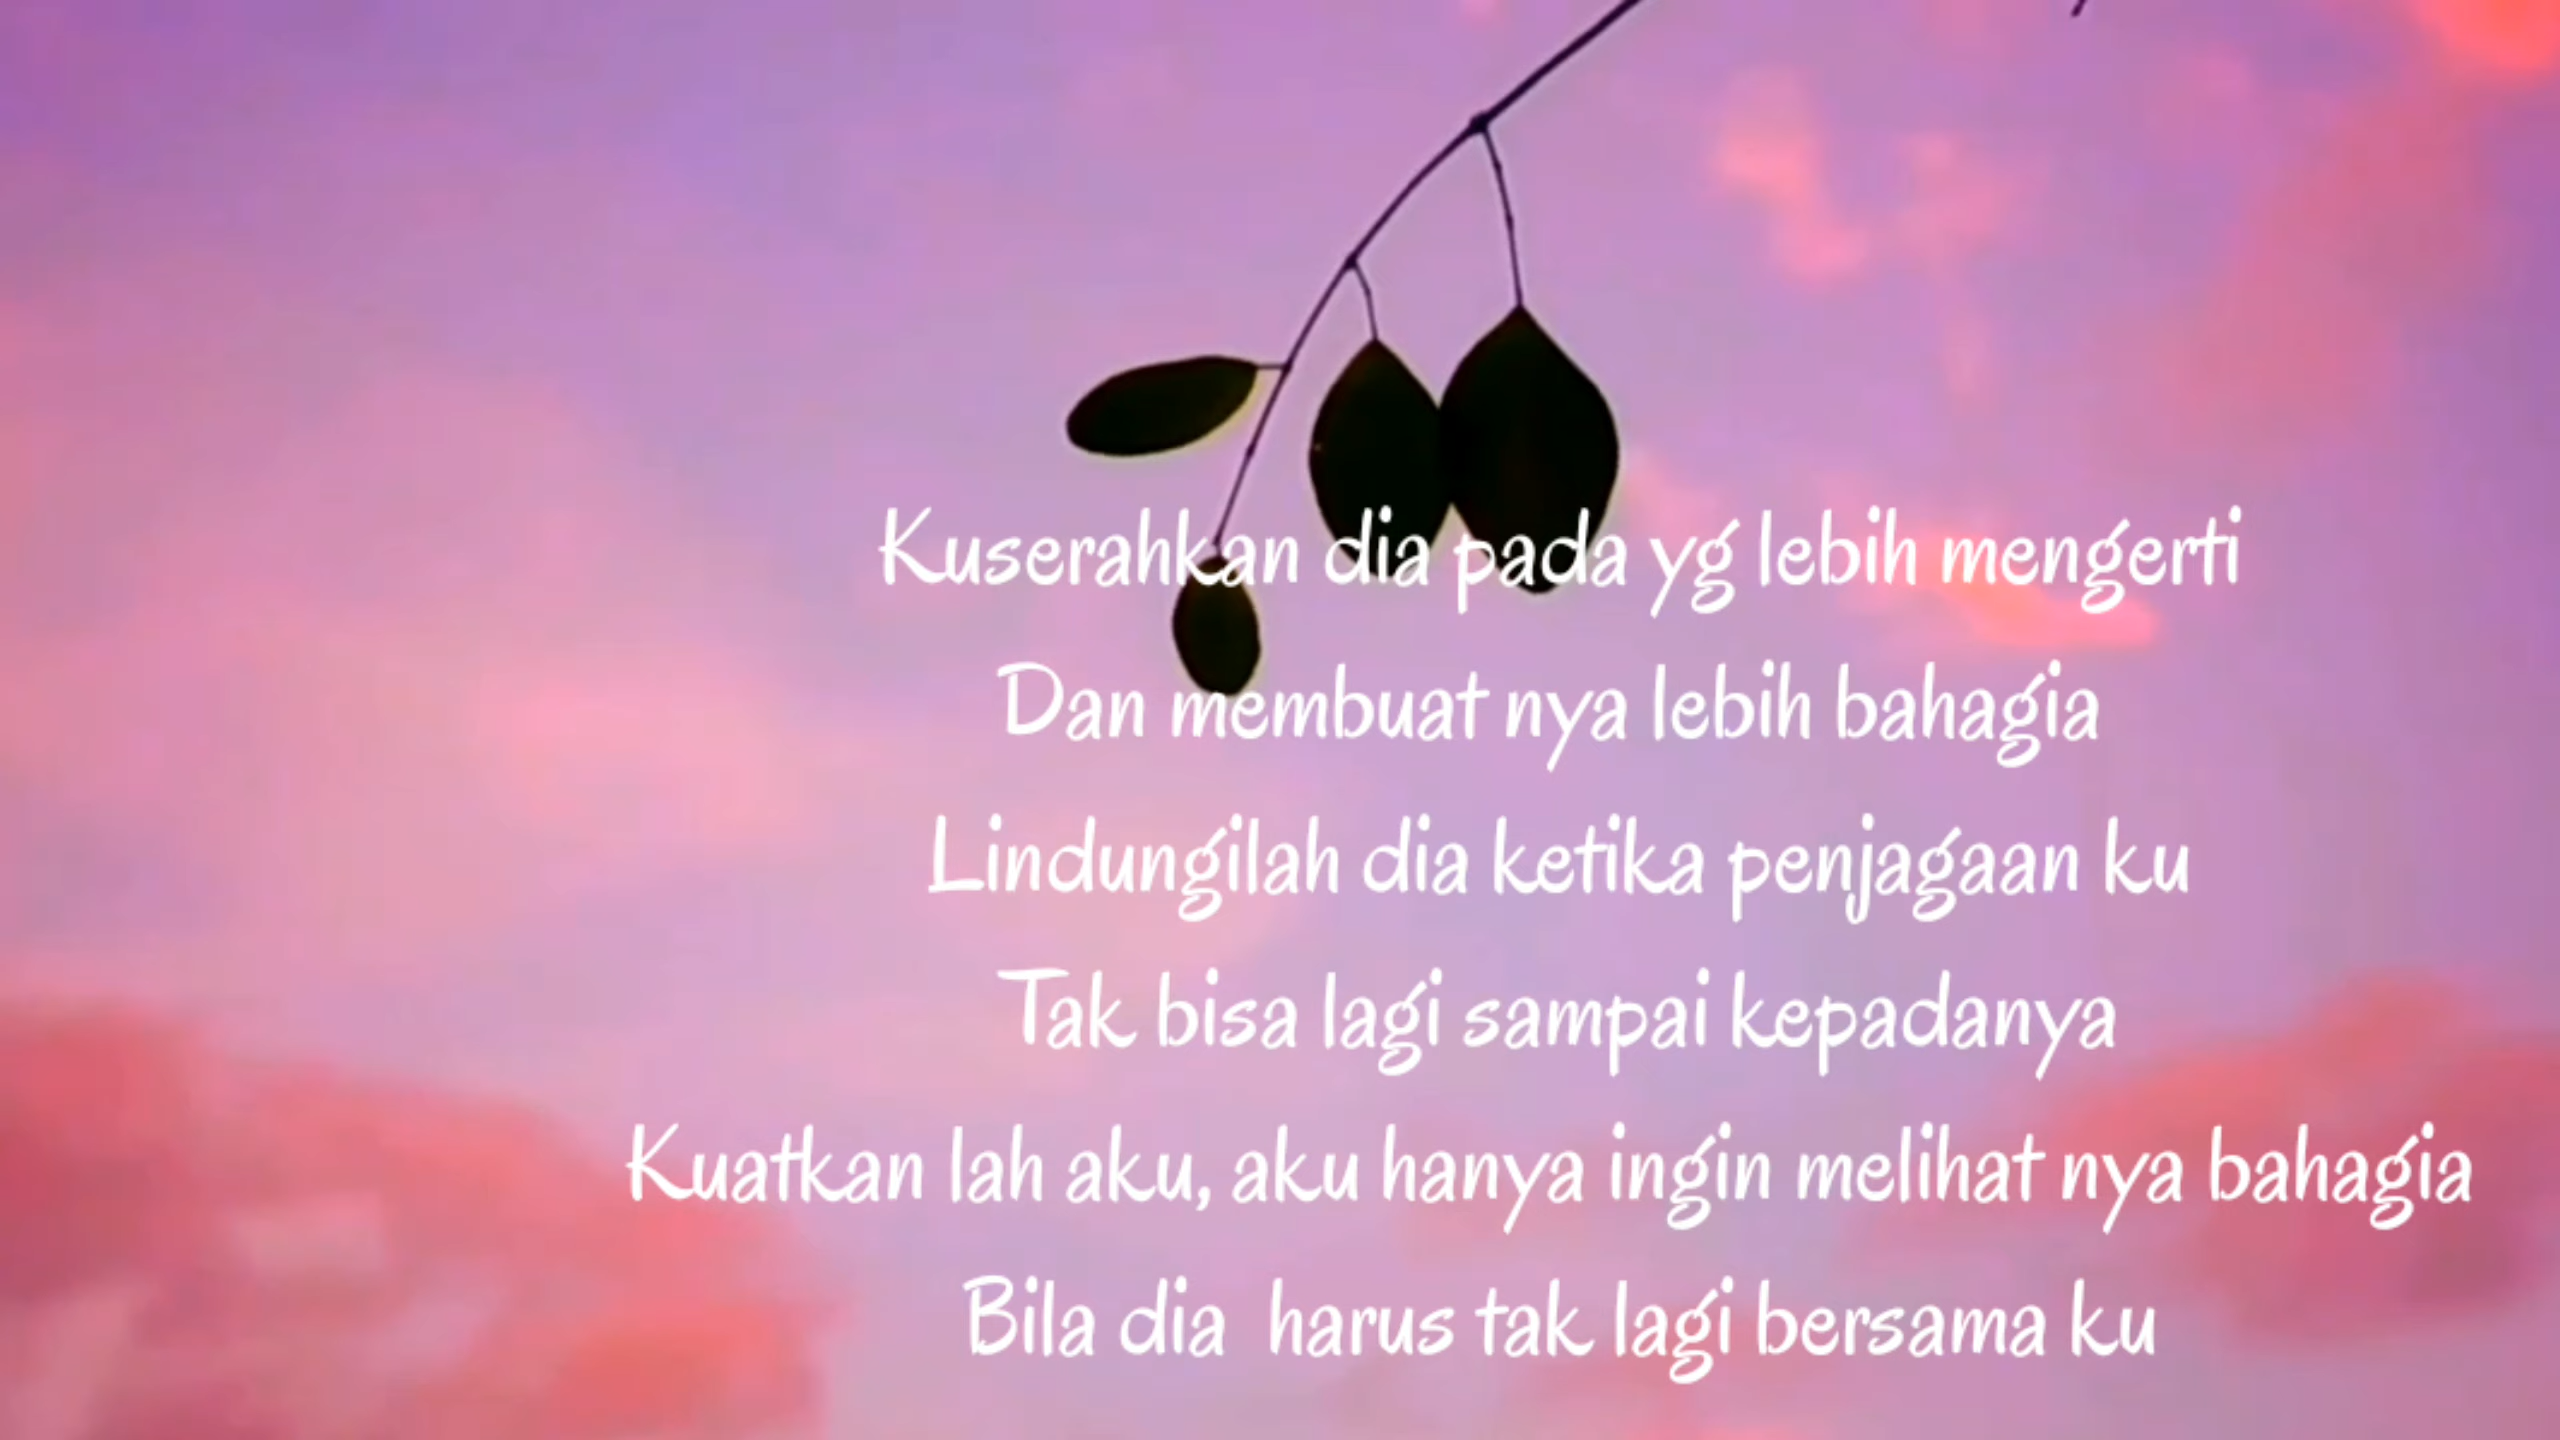 Kuserahkan dia pada yg lebih mengerti
Dan membuat nya lebih bahagia
Lindungilah dia ketika penjagaan ku
Tak bisa lagi sampai kepadanya
Kuatkan lah aku, aku hanya ingin melihat nya bahagia
Bila dia  harus tak lagi bersama ku